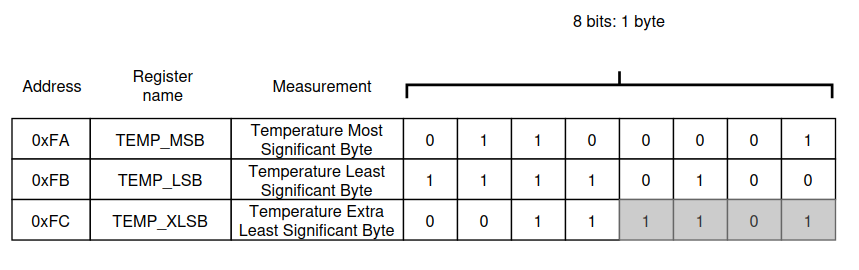 8 bits: 1 byte
Address
Register
name
Measurement
0xFA TEMP_MSB Temperature Most
Significant Byte 0 1 1 0 0 0 0 1
0xFB TEMP_LSB Temperature Least
Significant Byte 1 1 1 1 0 1 0 0
0xFC TEMP_XLSB Temperature Extra
Least Significant Byte 0 0 1 1 1 1 0 1